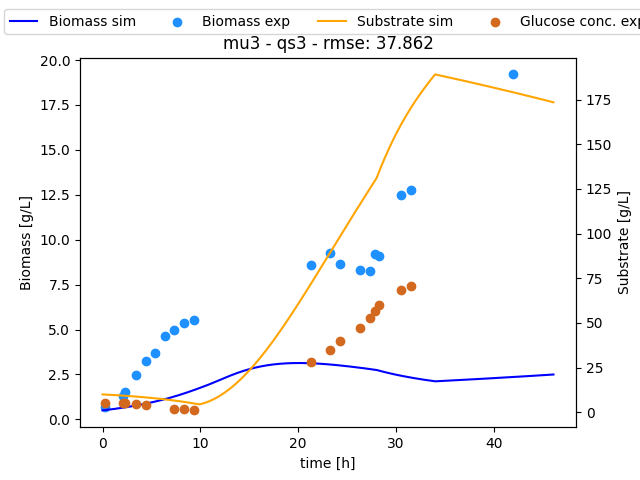 Biomass sim Biomass exp Substrate sim Glucose conc. exp
mu3 - qs3 - rmse: 37.862
20.0
17.5
15.0
12.5
10.0
7.5
5.0
2.5
0.0
Biomass [g/L]
175
150
125
100
75
50
25
0
Substrate [g/L]
0 10 20 30 40
time [h]